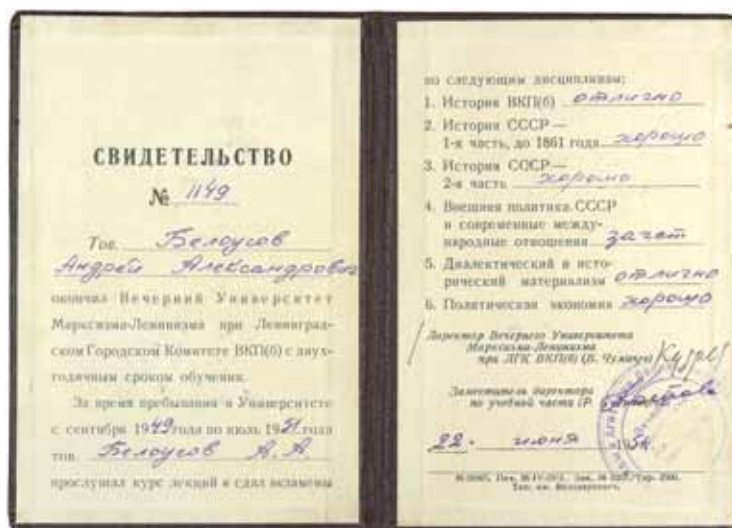 СВИДЕТЕЛЬСТВО
№ 1149
Тов. Белоусов
Андрей Александрович
окончил Вечерний Университет
Марксизма-Ленинизма при Ленинград-
ском Городском Комитете ВКП(б) с двух-
годичным сроком обучения.
За время пребывания в Университете
с сентября 1949 года по июль 1951 года
тов. Белоусов А. А.
прослушал курс лекций и сдал экзамены
по следующим дисциплинам:
1. История ВКП(б) отлично
2. История СССР —
1-я часть, до 1861 года хорошо
3. История СССР —
2-я часть хорошо
4. Внешняя политика СССР
и современные между-
народные отношения зачет
5. Диалектический и исто-
рический материализм отлично
6. Политическая экономия хорошо
Директор Вечернего Университета
Марксизма-Ленинизма
при ЛГК ВКП(б)
Заместитель директора
по учебной части
22 июня 1951